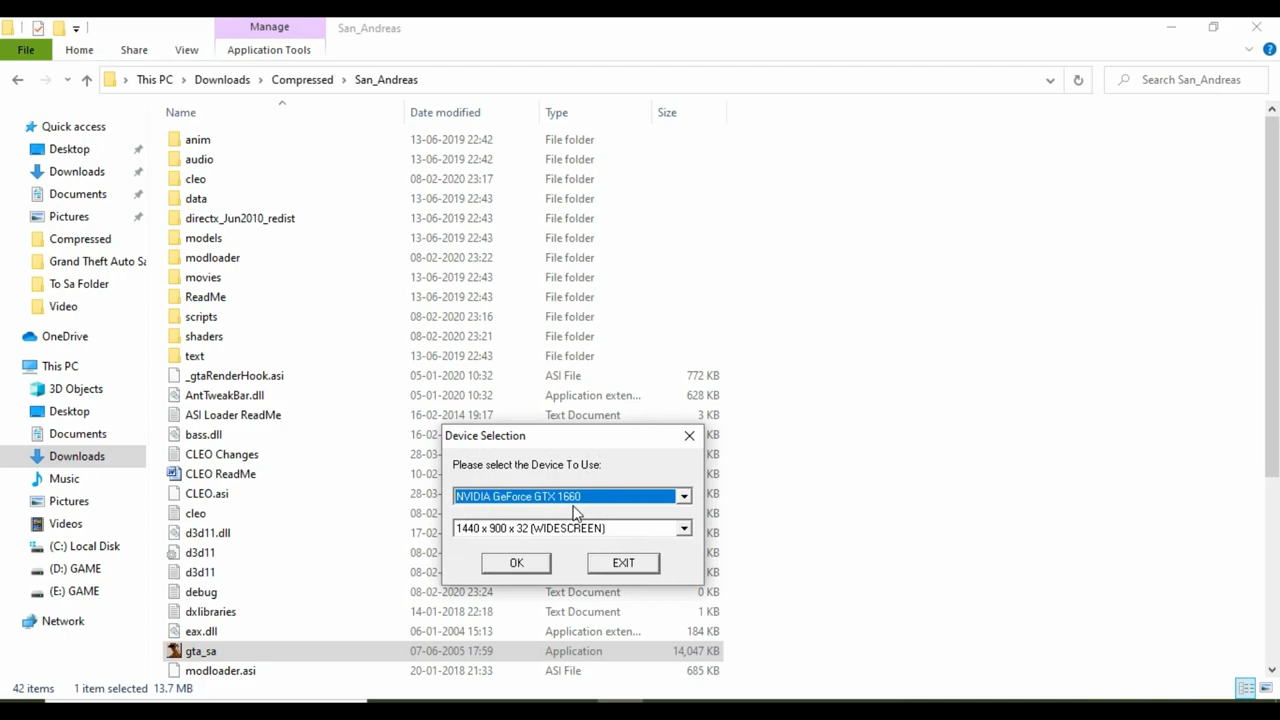 Manage
San_Andreas
File
Home
Share
View
Application Tools
This PC
Downloads
Compressed
San_Andreas
Search San_Andreas
Name
Date modified
Type
Size
Quick access
Desktop
Downloads
Documents
Pictures
Compressed
Grand Theft Auto Sa
To Sa Folder
Video
OneDrive
This PC
3D Objects
Desktop
Documents
Downloads
Music
Pictures
Videos
(C:) Local Disk
(D:) GAME
(E:) GAME
Network
anim 13-06-2019 22:42 File folder
audio 13-06-2019 22:42 File folder
cleo 08-02-2020 23:17 File folder
data 13-06-2019 22:43 File folder
directx_Jun2010_redist 13-06-2019 22:43 File folder
models 13-06-2019 22:43 File folder
modloader 08-02-2020 23:22 File folder
movies 13-06-2019 22:43 File folder
ReadMe 13-06-2019 22:43 File folder
scripts 08-02-2020 23:16 File folder
shaders 08-02-2020 23:21 File folder
text 13-06-2019 22:43 File folder
_gtaRenderHook.asi 05-01-2020 10:32 ASI File 772 KB
AntTweakBar.dll 05-01-2020 10:32 Application exten... 628 KB
ASI Loader ReadMe 16-02-2014 19:17 Text Document 3 KB
bass.dll 16-02- KB
CLEO Changes 28-03- KB
CLEO ReadMe 10-02- KB
CLEO.asi 28-03- KB
cleo 08-02- KB
d3d11.dll 17-02- KB
d3d11 08-02- KB
d3d11 08-02- KB
debug 08-02-2020 23:24 Text Document 0 KB
dxlibraries 14-01-2018 22:18 Text Document 1 KB
eax.dll 06-01-2004 15:13 Application exten... 184 KB
gta_sa 07-06-2005 17:59 Application 14,047 KB
modloader.asi 20-01-2018 21:33 ASI File 685 KB
Device Selection
Please select the Device To Use:
NVIDIA GeForce GTX 1660
1440 x 900 x 32 (WIDESCREEN)
OK
EXIT
42 items
1 item selected 13.7 MB